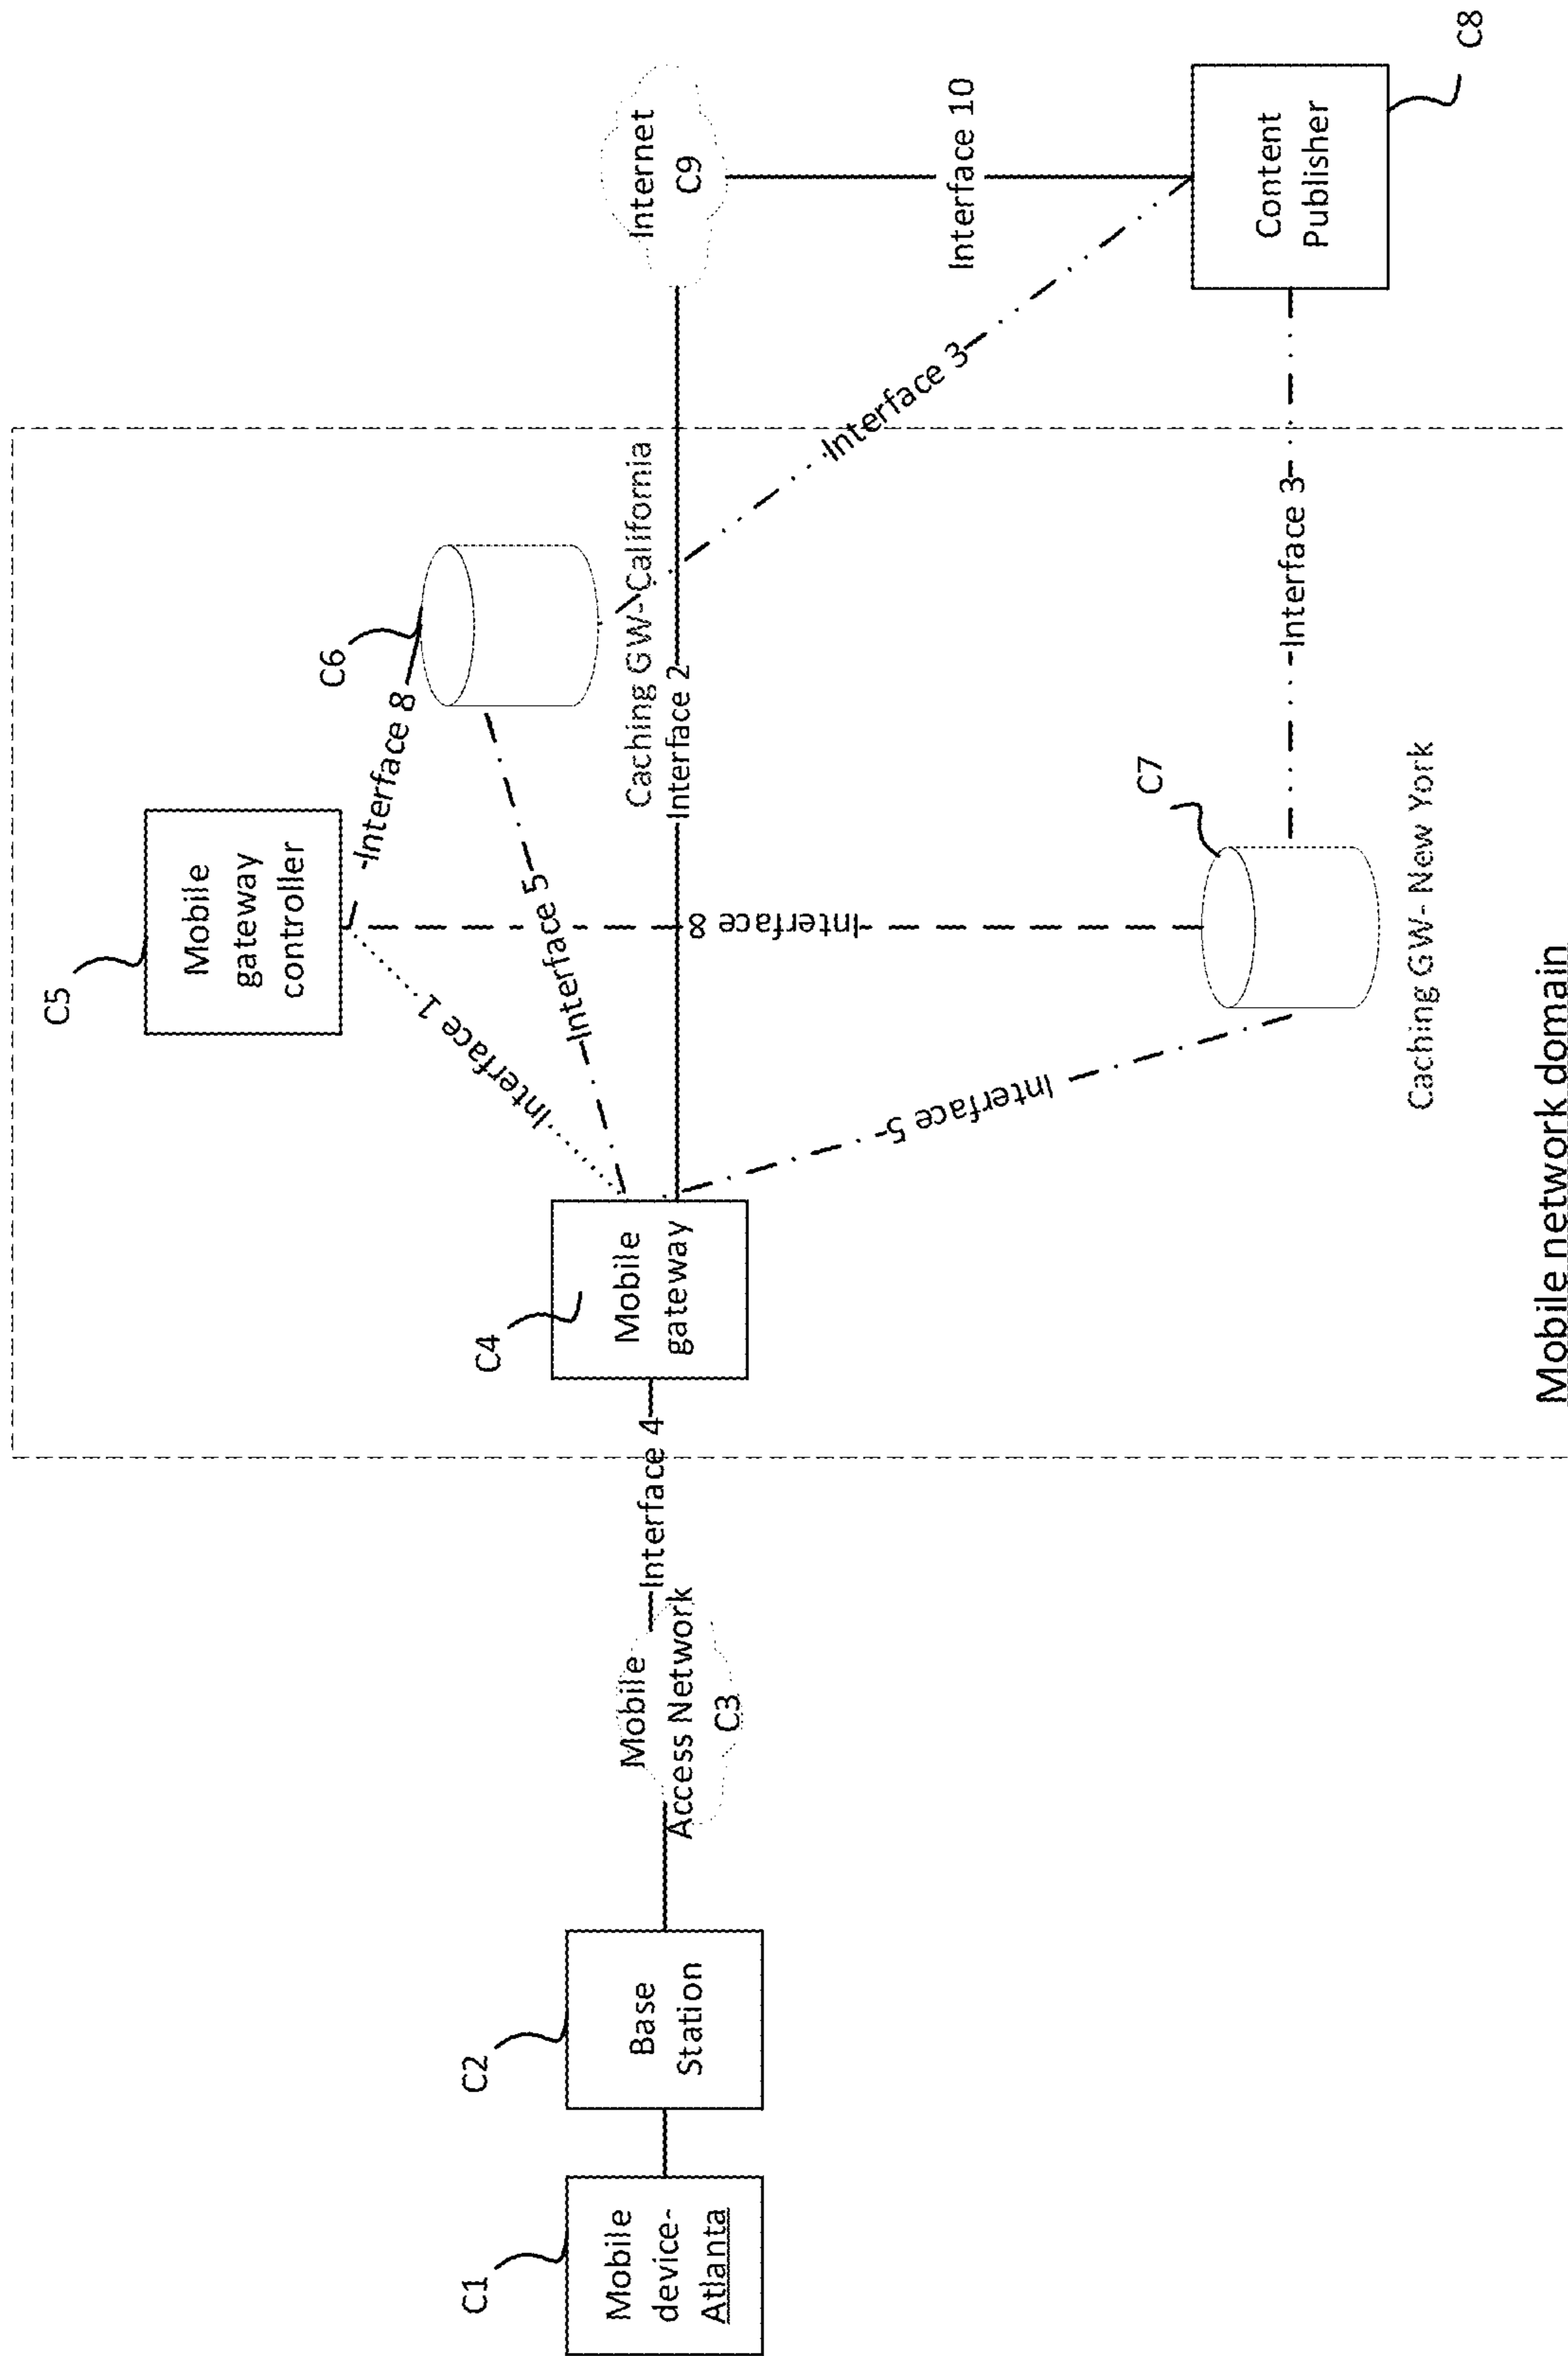 C1
Mobile
device-
Atlanta
C2
Base
Station
Mobile
Access Network
C3
Interface 4
C4
Mobile
gateway
C5
Mobile
gateway
controller
Interface 1
Interface 5
Interface 8
C6
Caching GW- California
Interface 2
Interface 8
Interface 5
C7
Caching GW- New York
Interface 3
Interface 3
Internet
C9
Interface 10
Content
Publisher
C8
Mobile network domain